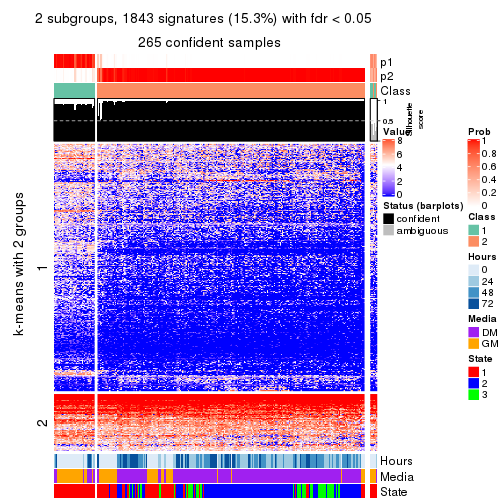 2 subgroups, 1843 signatures (15.3%) with fdr < 0.05
265 confident samples
p1
p2
Class
1
0.5
Silhouette
score
k-means with 2 groups
1
2
Hours
Media
State
Value
8
6
4
2
0
Status (barplots)
confident
ambiguous
Prob
1
0.8
0.6
0.4
0.2
0
Class
1
2
Hours
0
24
48
72
Media
DM
GM
State
1
2
3